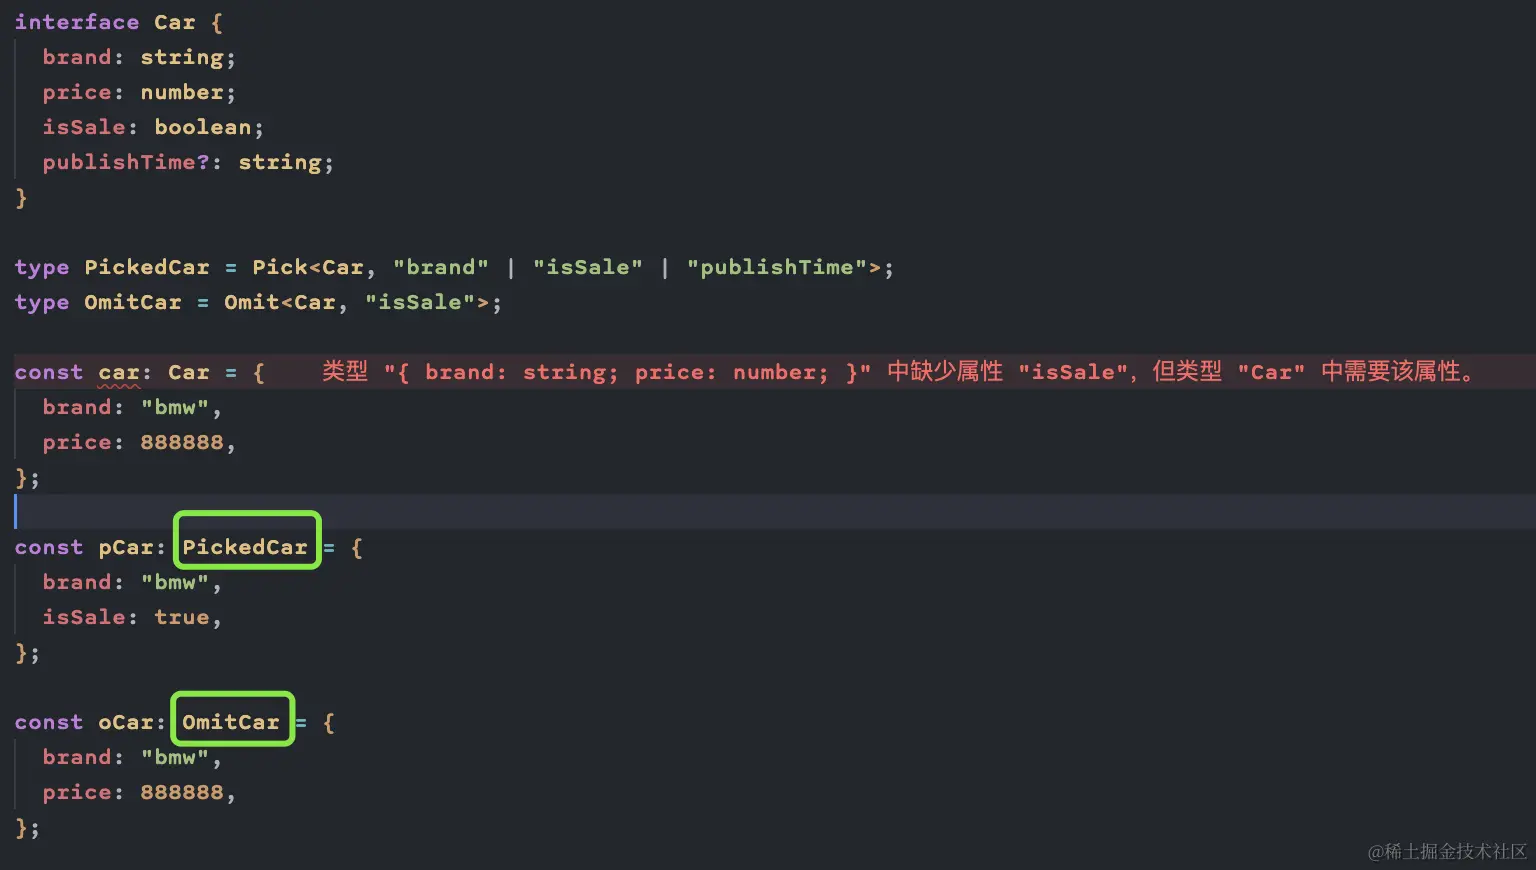 interface Car {
  brand: string;
  price: number;
  isSale: boolean;
  publishTime?: string;
}
type PickedCar = Pick<Car, "brand" | "isSale" | "publishTime">;
type OmitCar = Omit<Car, "isSale">;
const car: Car = {    类型 "{ brand: string; price: number; }" 中缺少属性 "isSale"，但类型 "Car" 中需要该属性。
  brand: "bmw",
  price: 888888,
};
const pCar: PickedCar = {
  brand: "bmw",
  isSale: true,
};
const oCar: OmitCar = {
  brand: "bmw",
  price: 888888,
};
@稀土掘金技术社区